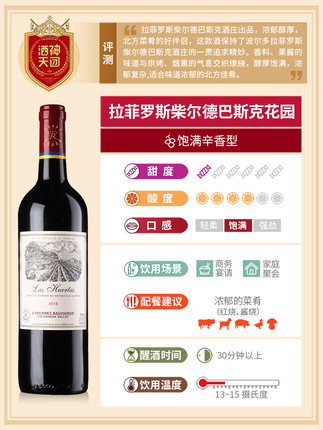 酒神
天团
评测
拉菲罗斯柴尔德巴斯克酒庄出品,浓郁醇厚,
北方菜肴的好伴侣,这款酒保持了波尔多拉菲罗斯
柴尔德巴斯克酒庄的一贯追求精妙。香料、果酱的
味道与烘烤、烟熏的气息交织缭绕,醇厚饱满,浓
郁复杂,适合味道浓郁的北方佳肴。
拉菲罗斯柴尔德巴斯克花园
饱满辛香型
甜度
酸度
口感
轻柔
饱满
强劲
饮用场景
商务
宴请
家庭
聚会
配餐建议
浓郁的菜肴
(红烧、酱烧)
醒酒时间
30分钟以上
饮用温度
13~15 摄氏度
Las Huertas
2018
CABERNET SAUVIGNON
COLCHAGUA VALLEY